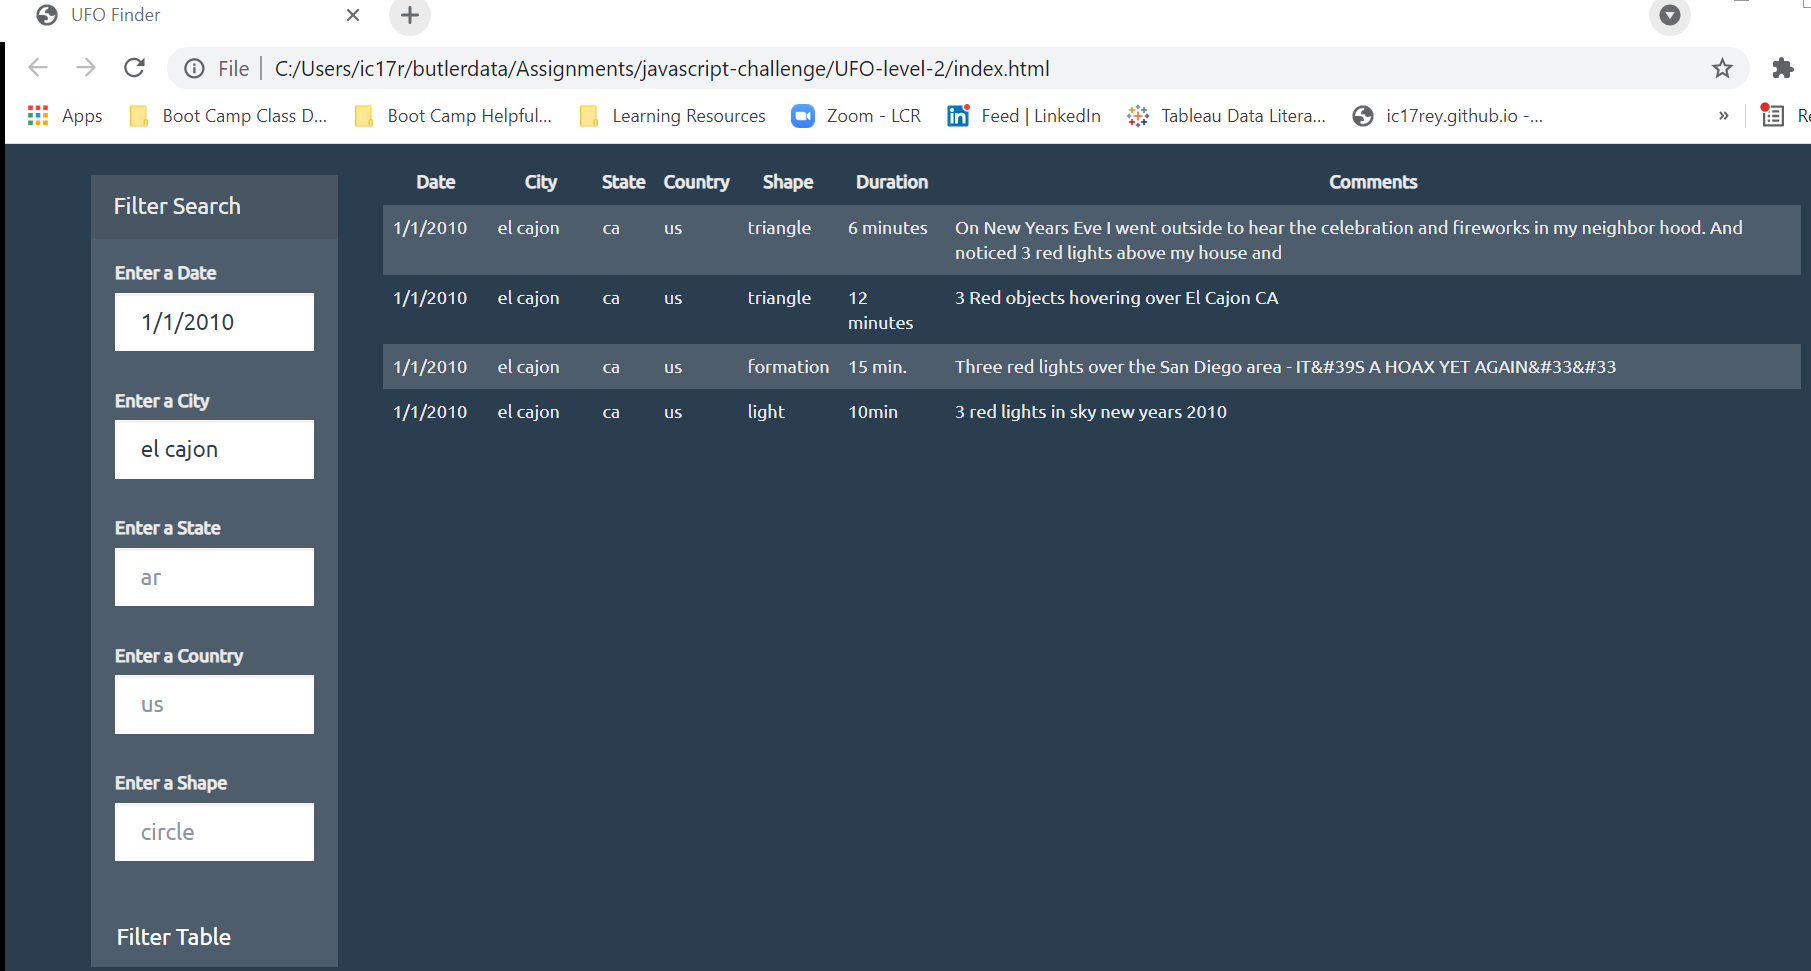 UFO Finder
File | C:/Users/ic17r/butlerdata/Assignments/javascript-challenge/UFO-level-2/index.html
Apps Boot Camp Class D... Boot Camp Helpful... Learning Resources Zoom - LCR Feed | LinkedIn Tableau Data Litera... ic17rey.github.io -... »
Filter Search
Enter a Date
1/1/2010
Enter a City
el cajon
Enter a State
ar
Enter a Country
us
Enter a Shape
circle
Filter Table
Date City State Country Shape Duration Comments
1/1/2010 el cajon ca us triangle 6 minutes On New Years Eve I went outside to hear the celebration and fireworks in my neighbor hood. And
noticed 3 red lights above my house and
1/1/2010 el cajon ca us triangle 12 3 Red objects hovering over El Cajon CA
minutes
1/1/2010 el cajon ca us formation 15 min. Three red lights over the San Diego area - IT&#39S A HOAX YET AGAIN&#33&#33
1/1/2010 el cajon ca us light 10min 3 red lights in sky new years 2010